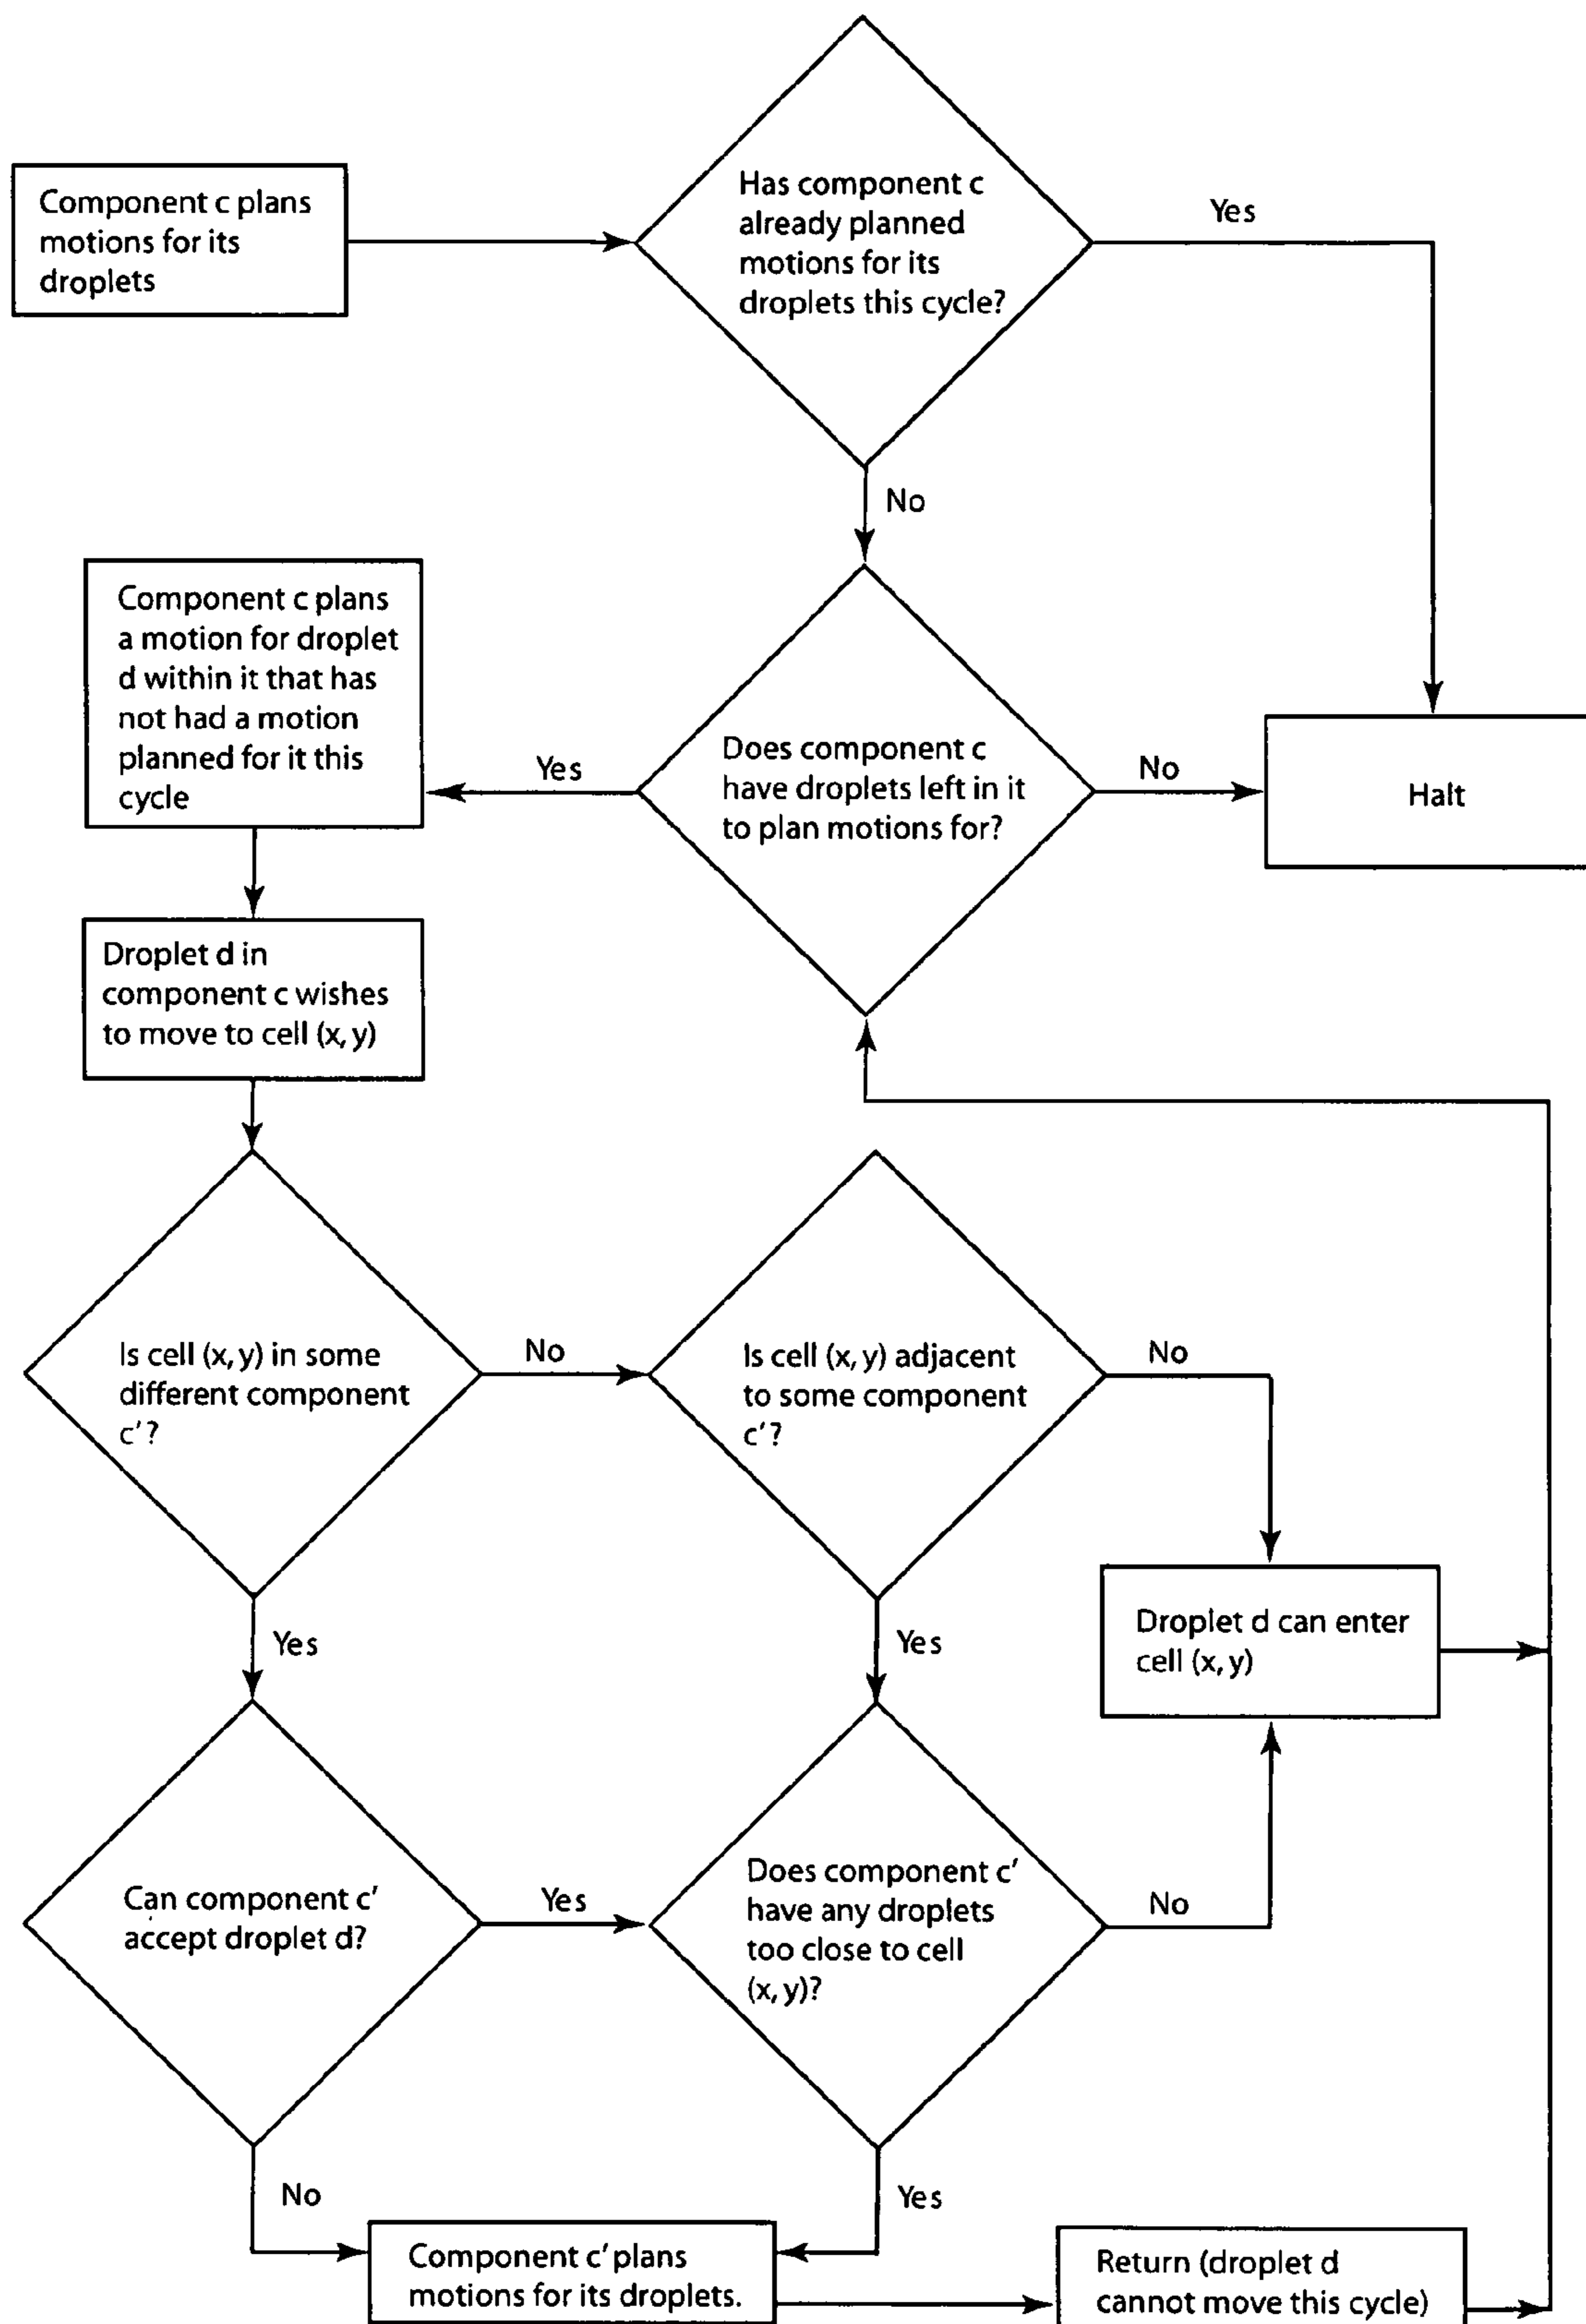 Component c plans
motions for its
droplets
Has component c
already planned
motions for its
droplets this cycle?
Yes
No
Component c plans
a motion for droplet
d within it that has
not had a motion
planned for it this
cycle
Yes
Does component c
have droplets left in it
to plan motions for?
No
Halt
Droplet d in
component c wishes
to move to cell (x, y)
Is cell (x, y) in some
different component
c'?
No
Is cell (x, y) adjacent
to some component
c'?
No
Yes
Yes
Droplet d can enter
cell (x, y)
Can component c'
accept droplet d?
Yes
Does component c'
have any droplets
too close to cell
(x, y)?
No
No
Yes
Component c' plans
motions for its droplets.
Return (droplet d
cannot move this cycle)